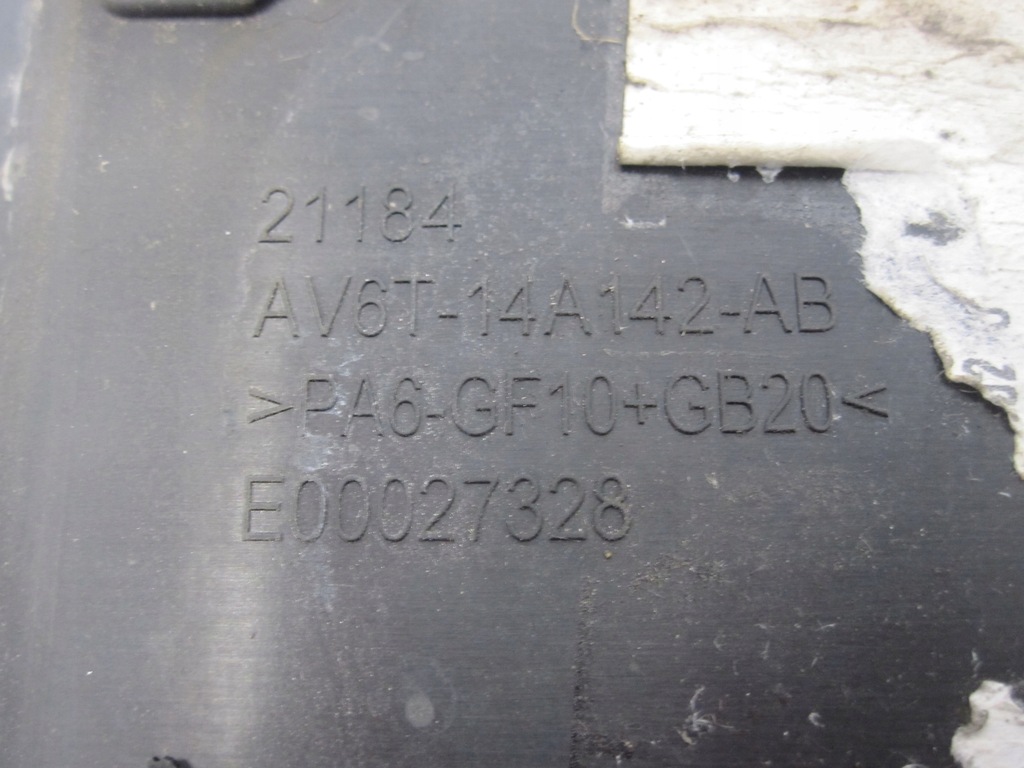 21184
AV6T-14A142-AB
>PA6-GF10+GB20<
E00027328